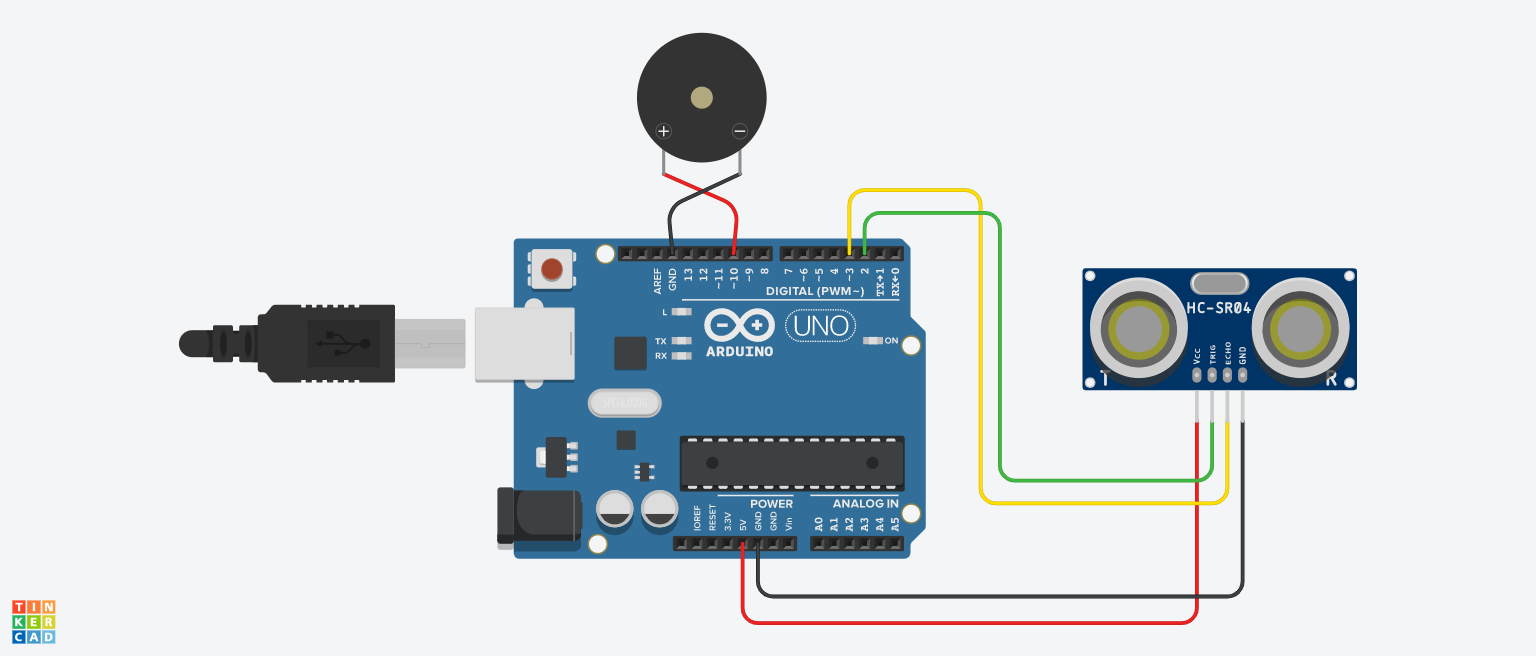 + −
AREF
GND
13
12
~11
~10
~9
8
7
~6
~5
4
~3
2
TX→1
RX←0
DIGITAL (PWM~)
L
TX
RX
ARDUINO
UNO
ON
HC-SR04
Vcc
TRIG
ECHO
GND
T
R
POWER
ANALOG IN
IOREF
RESET
3.3V
5V
GND
GND
Vin
A0
A1
A2
A3
A4
A5
TIN
KER
CAD